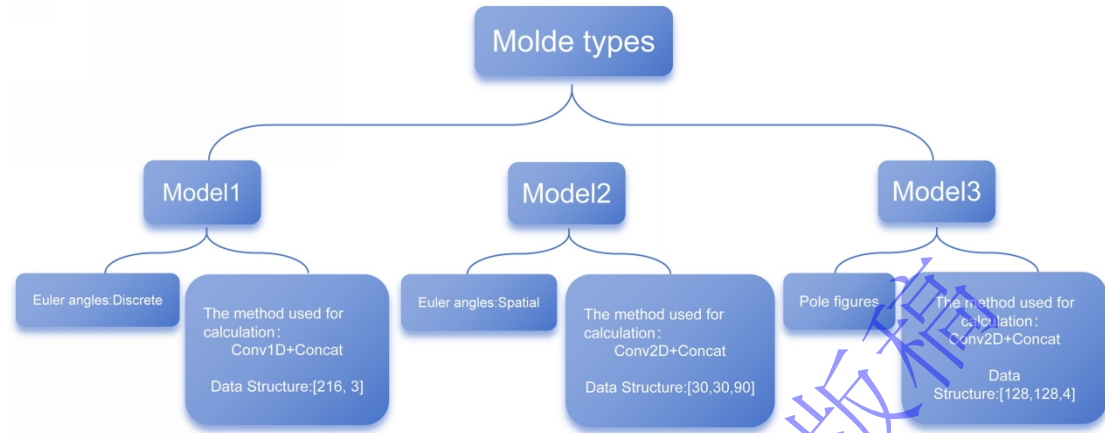 Molde types
Model1
Model2
Model3
Euler angles:Discrete
The method used for
calculation:
Conv1D+Concat
Data Structure:[216, 3]
Euler angles:Spatial
The method used for
calculation:
Conv2D+Concat
Data Structure:[30,30,90]
Pole figures
The method used for
calculation:
Conv2D+Concat
Data
Structure:[128,128,4]
版稿